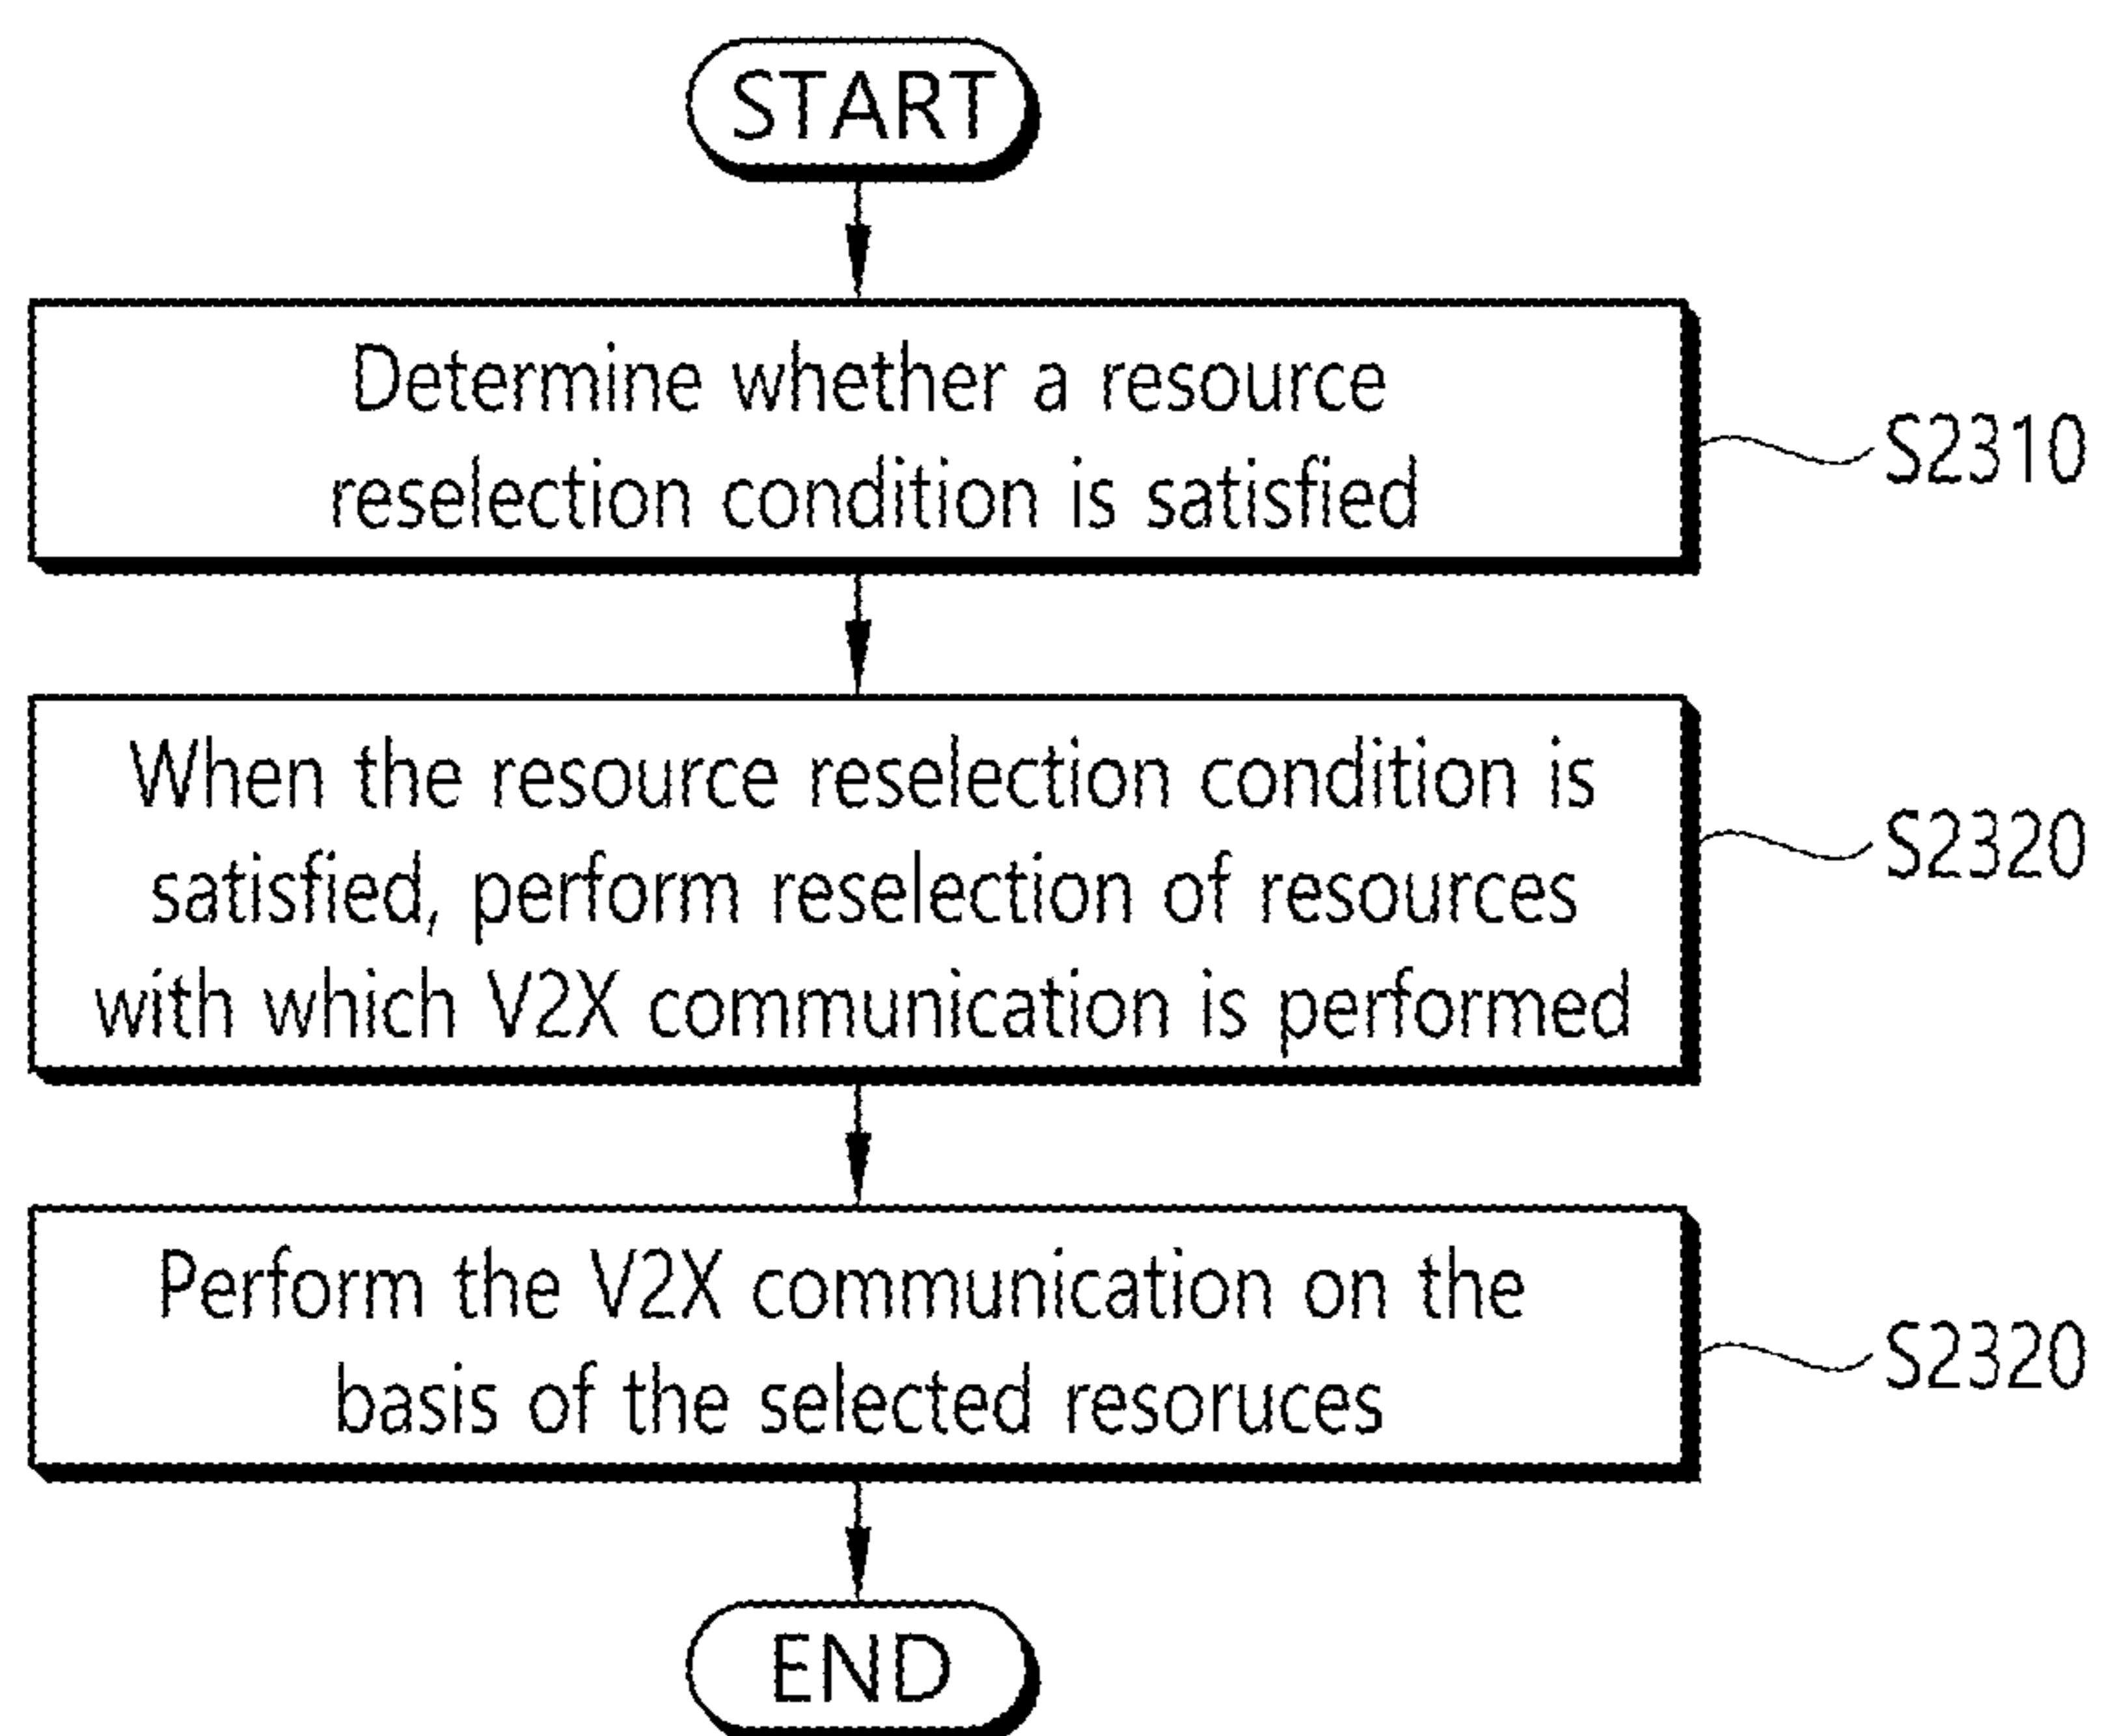 START
Determine whether a resource
reselection condition is satisfied
S2310
When the resource reselection condition is
satisfied, perform reselection of resources
with which V2X communication is performed
S2320
Perform the V2X communication on the
basis of the selected resoruces
S2320
END